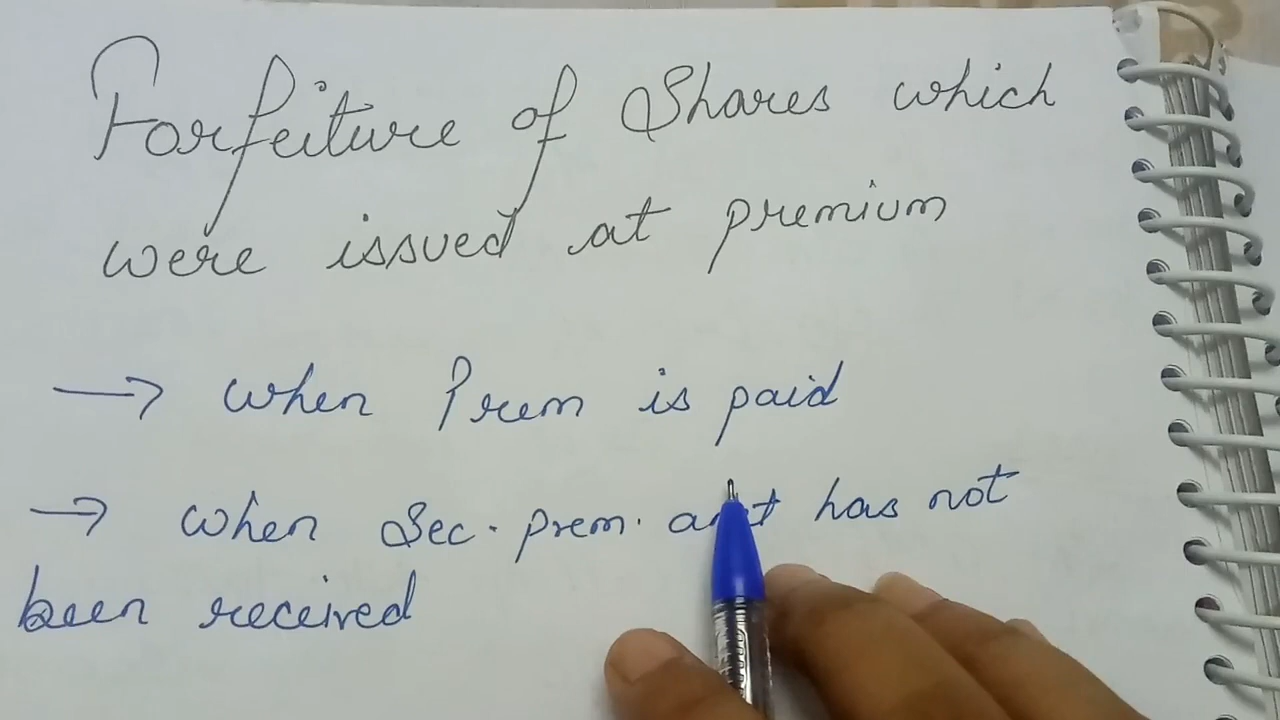 Forfeiture of Shares which
were issued at premium
→ when Prem is paid
→ when Sec. prem. amt has not
been received